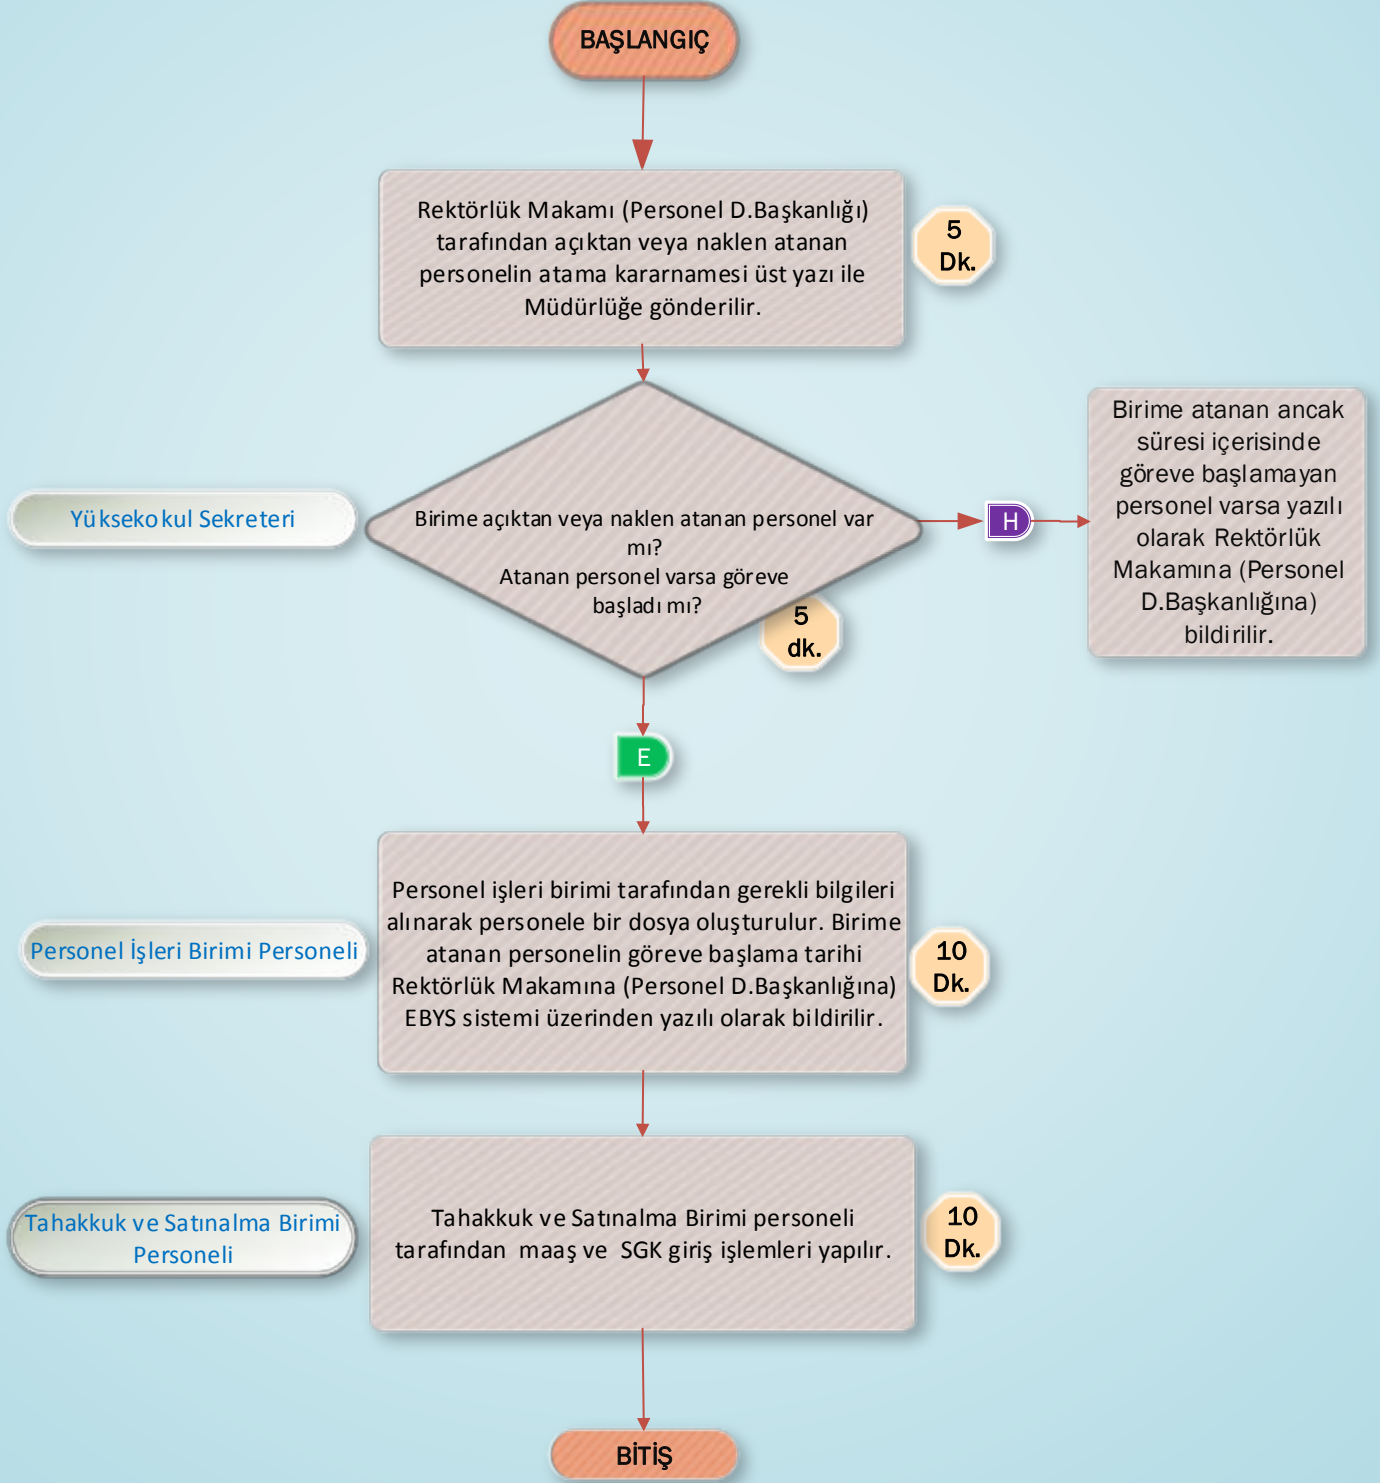 BAŞLANGIÇ
Rektörlük Makamı (Personel D.Başkanlığı)
tarafından açıktan veya naklen atanan
personelin atama kararnamesi üst yazı ile
Müdürlüğe gönderilir.
5
Dk.
Yüksekokul Sekreteri
Birime açıktan veya naklen atanan personel var
mı?
Atanan personel varsa göreve
başladı mı?
5
dk.
H
Birime atanan ancak
süresi içerisinde
göreve başlamayan
personel varsa yazılı
olarak Rektörlük
Makamına (Personel
D.Başkanlığına)
bildirilir.
E
Personel İşleri Birimi Personeli
Personel işleri birimi tarafından gerekli bilgileri
alınarak personele bir dosya oluşturulur. Birime
atanan personelin göreve başlama tarihi
Rektörlük Makamına (Personel D.Başkanlığına)
EBYS sistemi üzerinden yazılı olarak bildirilir.
10
Dk.
Tahakkuk ve Satınalma Birimi
Personeli
Tahakkuk ve Satınalma Birimi personeli
tarafından maaş ve SGK giriş işlemleri yapılır.
10
Dk.
BİTİŞ